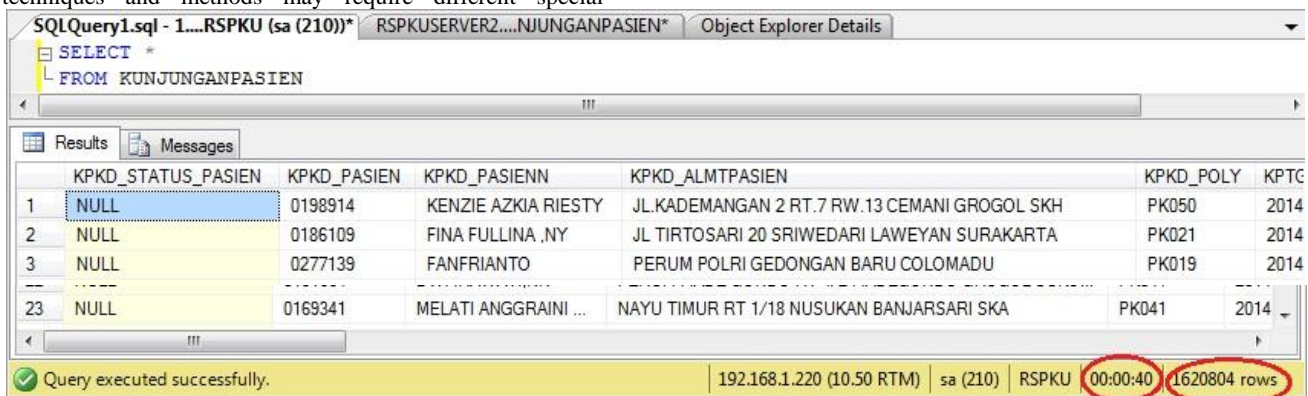 techniques and methods may require different special
SQLQuery1.sql - 1....RSPKU (sa (210))* RSPKUSERVER2....NJUNGANPASIEN* Object Explorer Details
SELECT *
FROM KUNJUNGANPASIEN
Results Messages
KPKD_STATUS_PASIEN KPKD_PASIEN KPKD_PASIENN KPKD_ALMTPASIEN KPKD_POLY KPTG
1 NULL 0198914 KENZIE AZKIA RIESTY JL.KADEMANGAN 2 RT.7 RW.13 CEMANI GROGOL SKH PK050 2014
2 NULL 0186109 FINA FULLINA ,NY JL TIRTOSARI 20 SRIWEDARI LAWEYAN SURAKARTA PK021 2014
3 NULL 0277139 FANFRIANTO PERUM POLRI GEDONGAN BARU COLOMADU PK019 2014
23 NULL 0169341 MELATI ANGGRAINI ... NAYU TIMUR RT 1/18 NUSUKAN BANJARSARI SKA PK041 2014
Query executed successfully. 192.168.1.220 (10.50 RTM) sa (210) RSPKU 00:00:40 1620804 rows